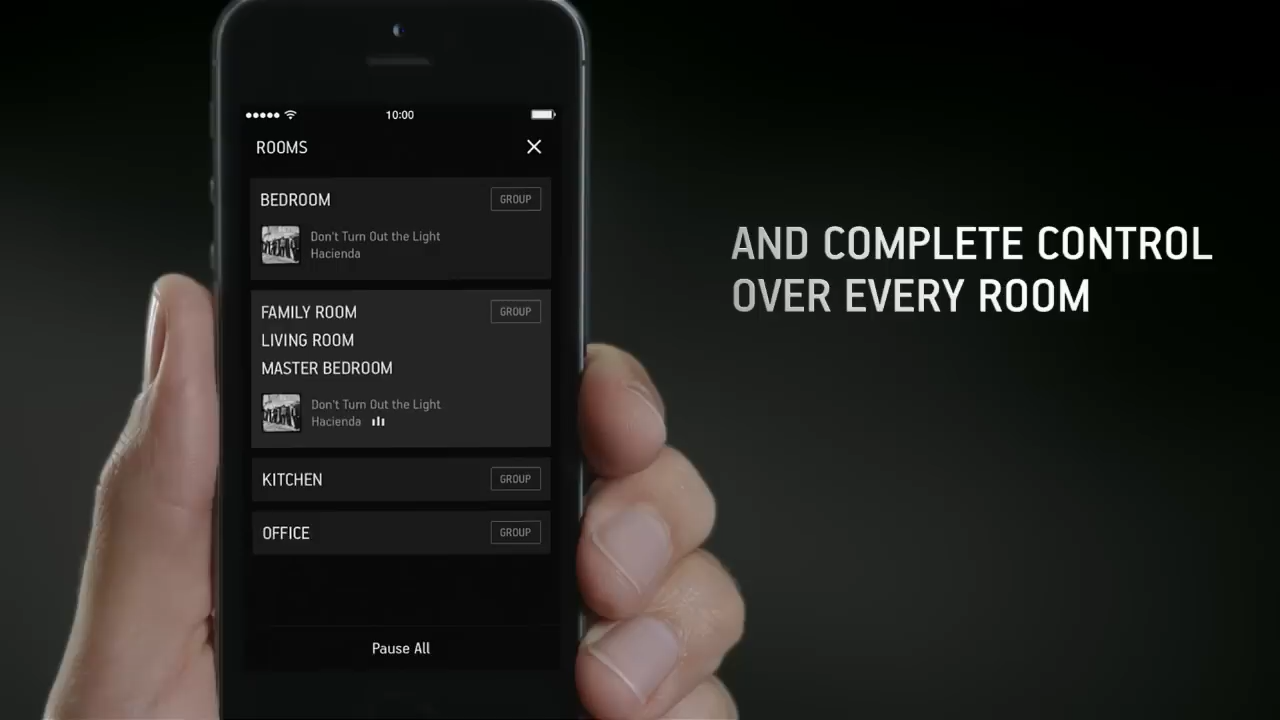 10:00
ROOMS
BEDROOM
GROUP
Don't Turn Out the Light
Hacienda
FAMILY ROOM
GROUP
LIVING ROOM
MASTER BEDROOM
Don't Turn Out the Light
Hacienda
KITCHEN
GROUP
OFFICE
GROUP
Pause All
AND COMPLETE CONTROL
OVER EVERY ROOM